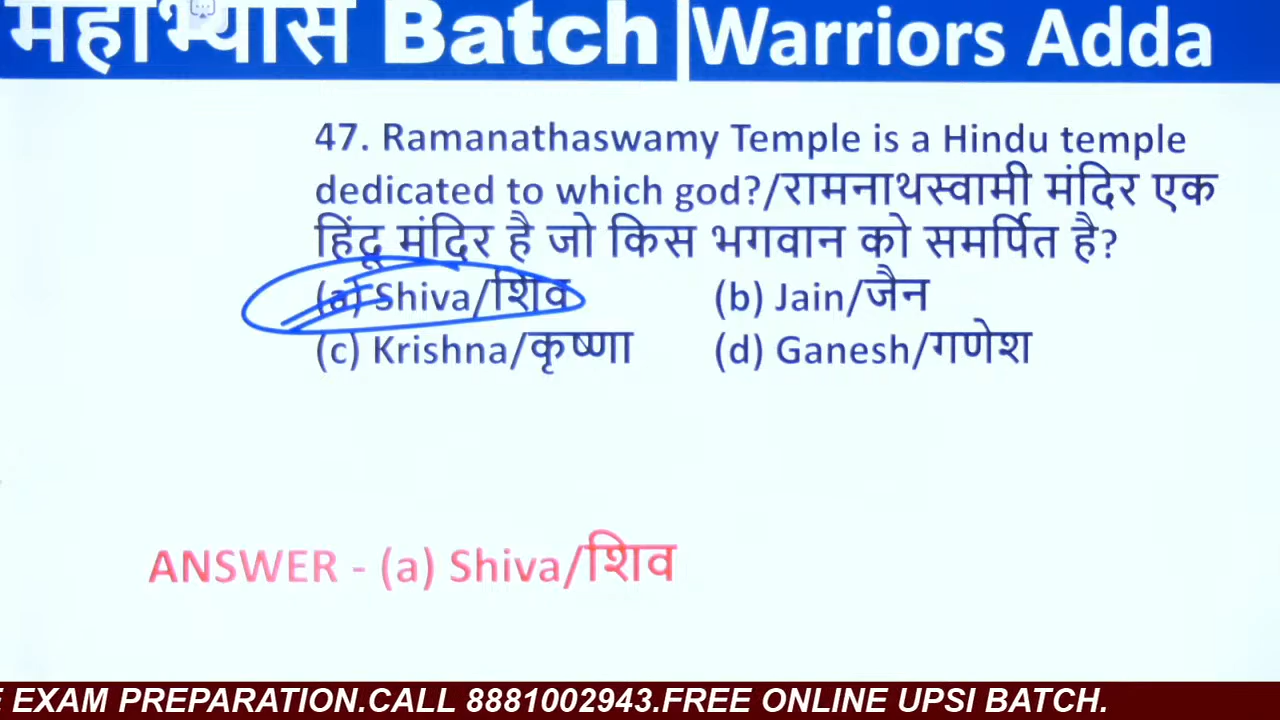 महाभ्यास Batch Warriors Adda
47. Ramanathaswamy Temple is a Hindu temple
dedicated to which god?/रामनाथस्वामी मंदिर एक
हिंदू मंदिर है जो किस भगवान को समर्पित है?
(a) Shiva/शिव (b) Jain/जैन
(c) Krishna/कृष्णा (d) Ganesh/गणेश
ANSWER - (a) Shiva/शिव
EXAM PREPARATION.CALL 8881002943.FREE ONLINE UPSI BATCH.